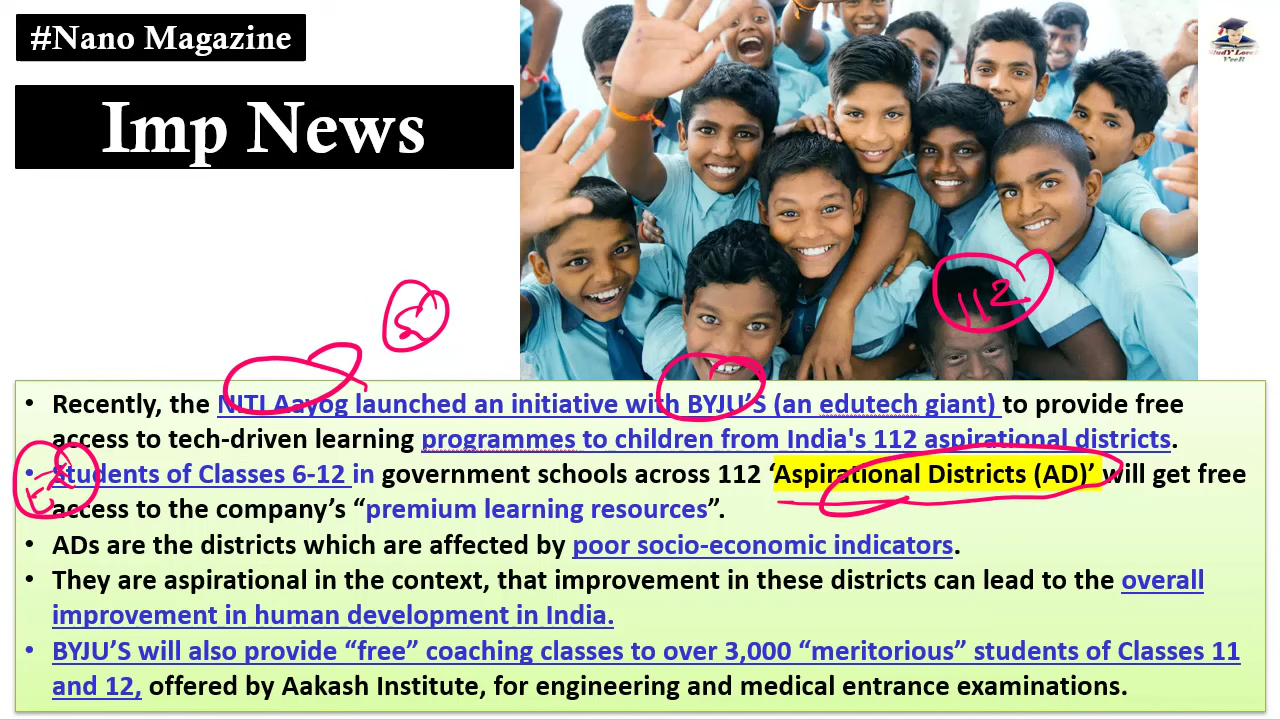 #Nano Magazine
Imp News
StudY Lover
VeeR
112
• Recently, the NITI Aayog launched an initiative with BYJU’S (an edutech giant) to provide free
access to tech-driven learning programmes to children from India's 112 aspirational districts.
• Students of Classes 6-12 in government schools across 112 ‘Aspirational Districts (AD)’ will get free
access to the company’s “premium learning resources”.
• ADs are the districts which are affected by poor socio-economic indicators.
• They are aspirational in the context, that improvement in these districts can lead to the overall
improvement in human development in India.
• BYJU’S will also provide “free” coaching classes to over 3,000 “meritorious” students of Classes 11
and 12, offered by Aakash Institute, for engineering and medical entrance examinations.